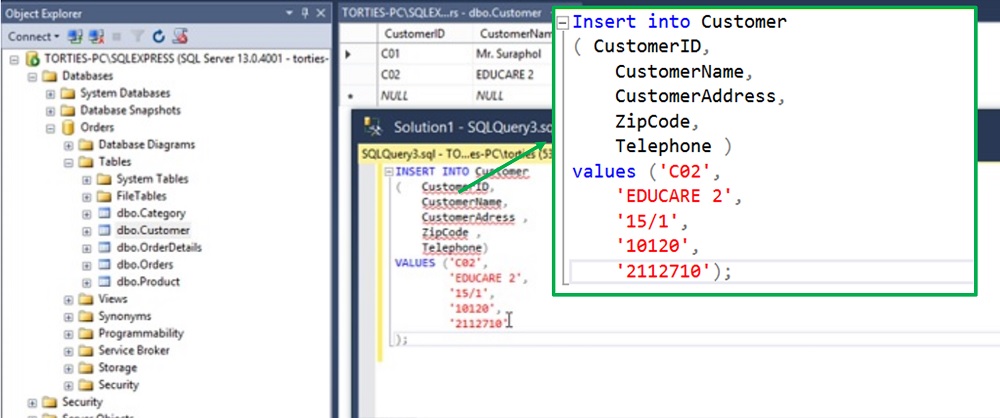 Object Explorer
Connect
TORTIES-PC\SQLEXPRESS (SQL Server 13.0.4001 - torties-
Databases
System Databases
Database Snapshots
Orders
Database Diagrams
Tables
System Tables
FileTables
dbo.Category
dbo.Customer
dbo.OrderDetails
dbo.Orders
dbo.Product
Views
Synonyms
Programmability
Service Broker
Storage
Security
Security
TORTIES-PC\SQLEX...rs - dbo.Customer
CustomerID CustomerNam
C01 Mr. Suraphol
C02 EDUCARE 2
NULL NULL
Solution1 - SQLQuery3.sq
SQLQuery3.sql - TO...es-PC\torties (53
INSERT INTO Customer
( CustomerID,
CustomerName,
CustomerAdress ,
ZipCode ,
Telephone)
VALUES ('C02',
'EDUCARE 2',
'15/1',
'10120',
'2112710'
);
Insert into Customer
( CustomerID,
CustomerName,
CustomerAddress,
ZipCode,
Telephone )
values ('C02',
'EDUCARE 2',
'15/1',
'10120',
'2112710');